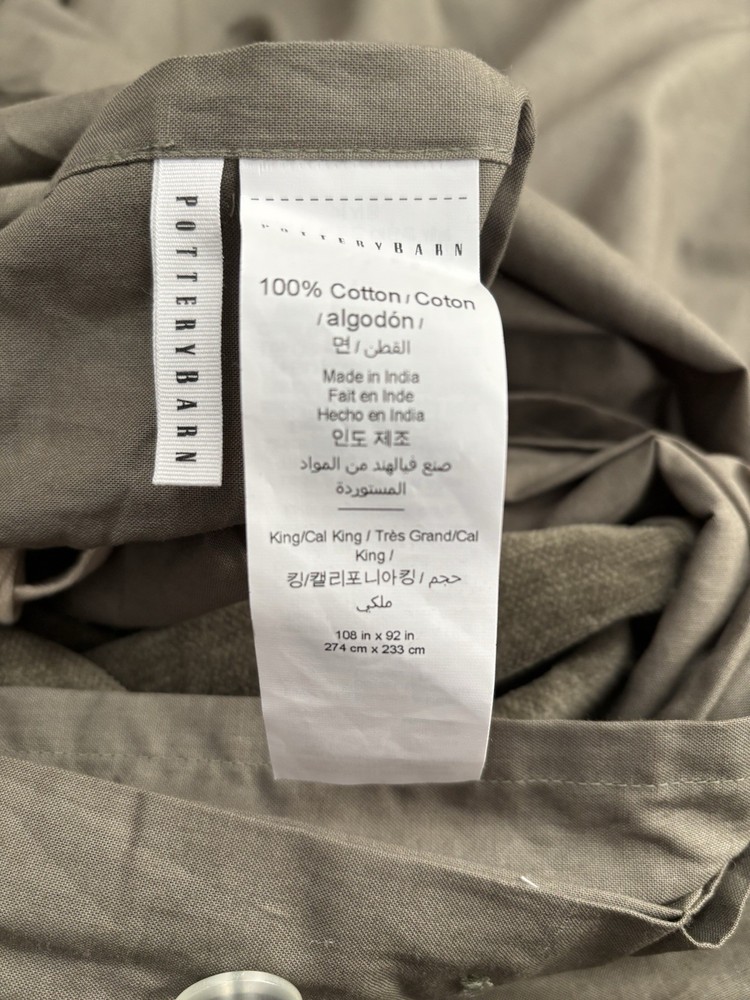 POTTERYBARN
POTTERYBARN
100% Cotton / Coton
/ algodón /
면 / القطن
Made in India
Fait en Inde
Hecho en India
인도 제조
صنع فيالهند من المواد
المستوردة
King/Cal King / Très Grand/Cal
King /
킹/캘리포니아킹 / حجم
ملكي
108 in x 92 in
274 cm x 233 cm